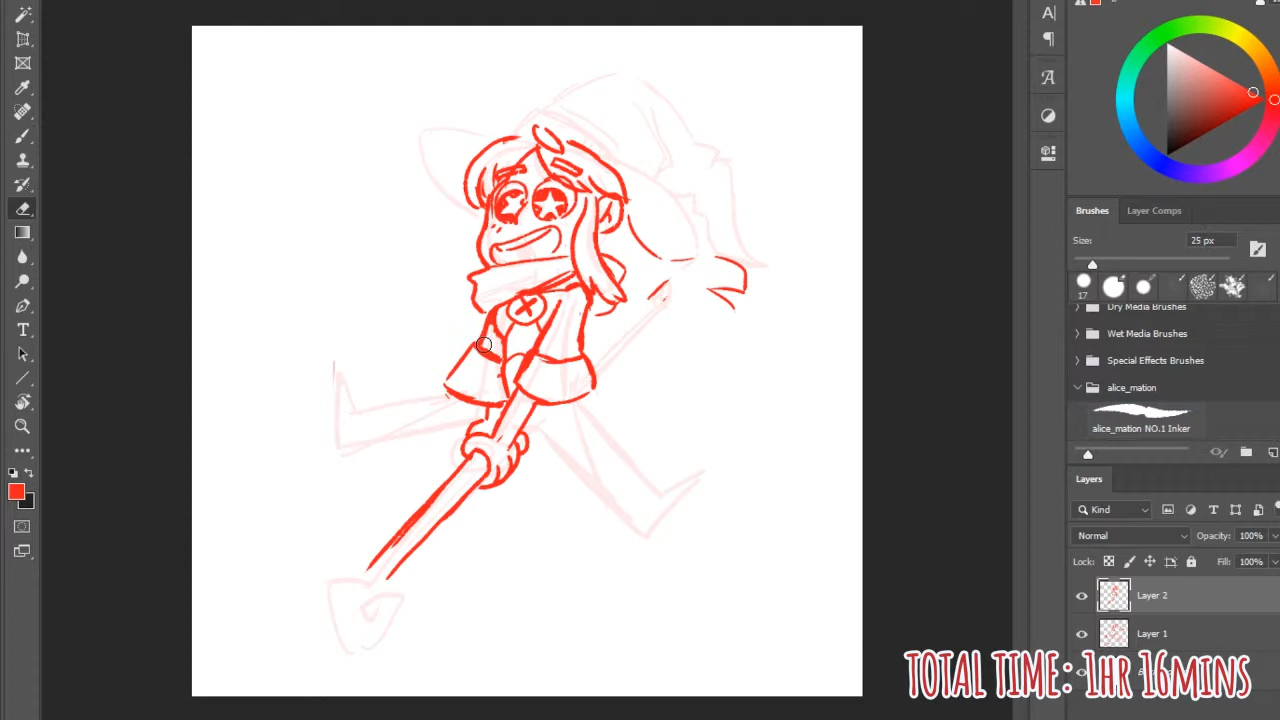 Brushes
Layer Comps
Size:
25 px
17
Dry Media Brushes
Wet Media Brushes
Special Effects Brushes
alice_mation
alice_mation NO.1 Inker
Layers
Kind
Normal
Opacity: 100%
Lock:
Fill: 100%
Layer 2
Layer 1
TOTAL TIME: 1HR 16MINS